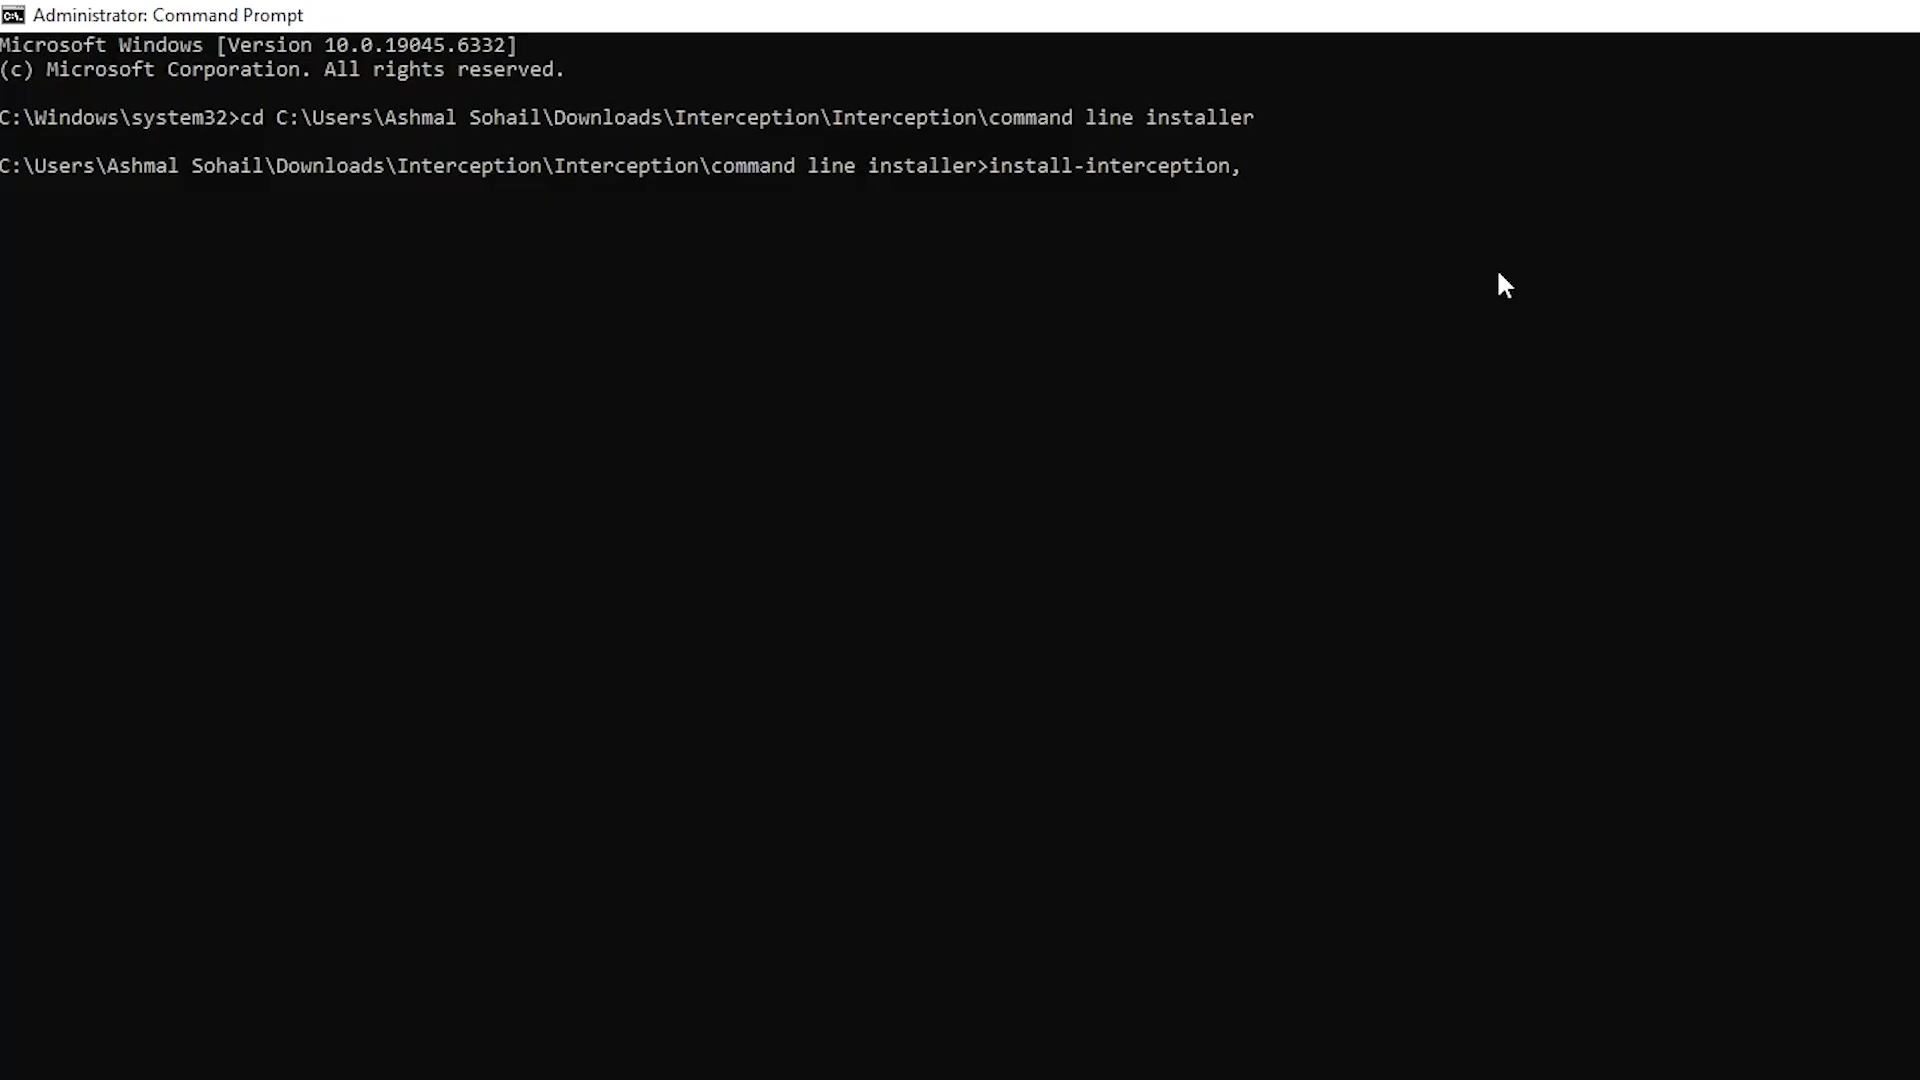 Administrator: Command Prompt
Microsoft Windows [Version 10.0.19045.6332]
(c) Microsoft Corporation. All rights reserved.
C:\Windows\system32>cd C:\Users\Ashmal Sohail\Downloads\Interception\Interception\command line installer
C:\Users\Ashmal Sohail\Downloads\Interception\Interception\command line installer>install-interception,